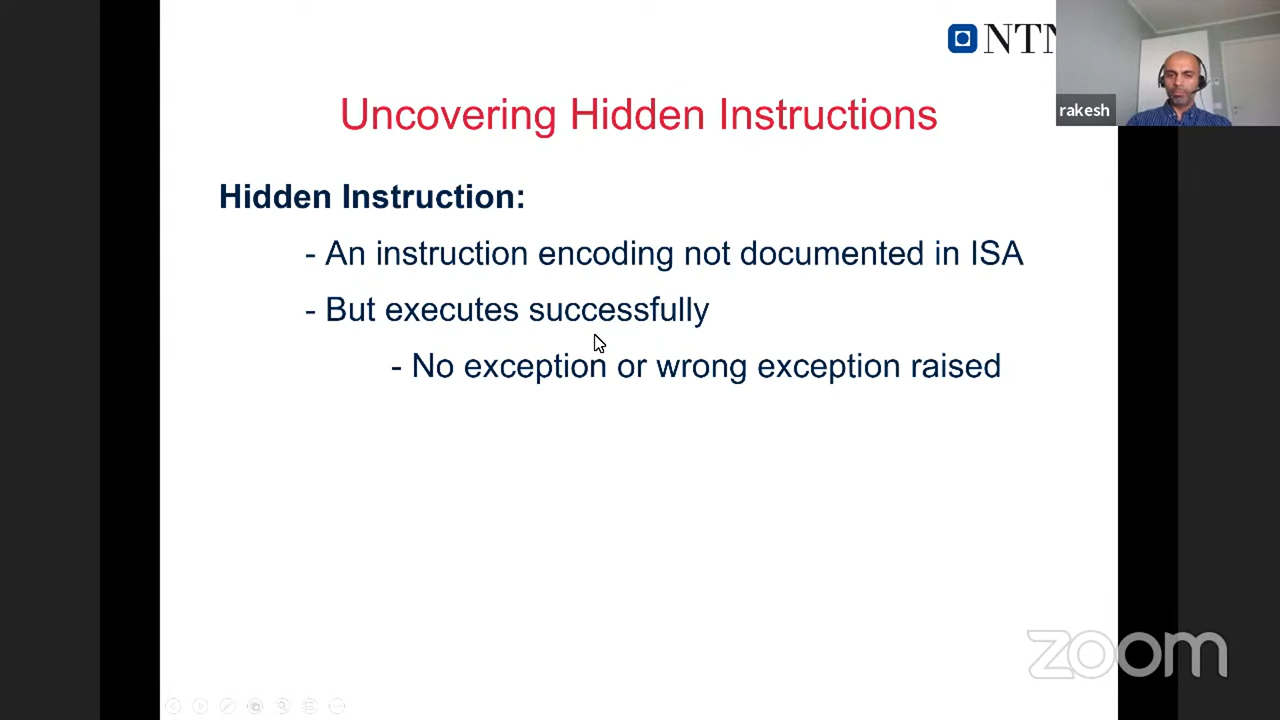 NTN
rakesh
Uncovering Hidden Instructions
Hidden Instruction:
- An instruction encoding not documented in ISA
- But executes successfully
- No exception or wrong exception raised
zoom